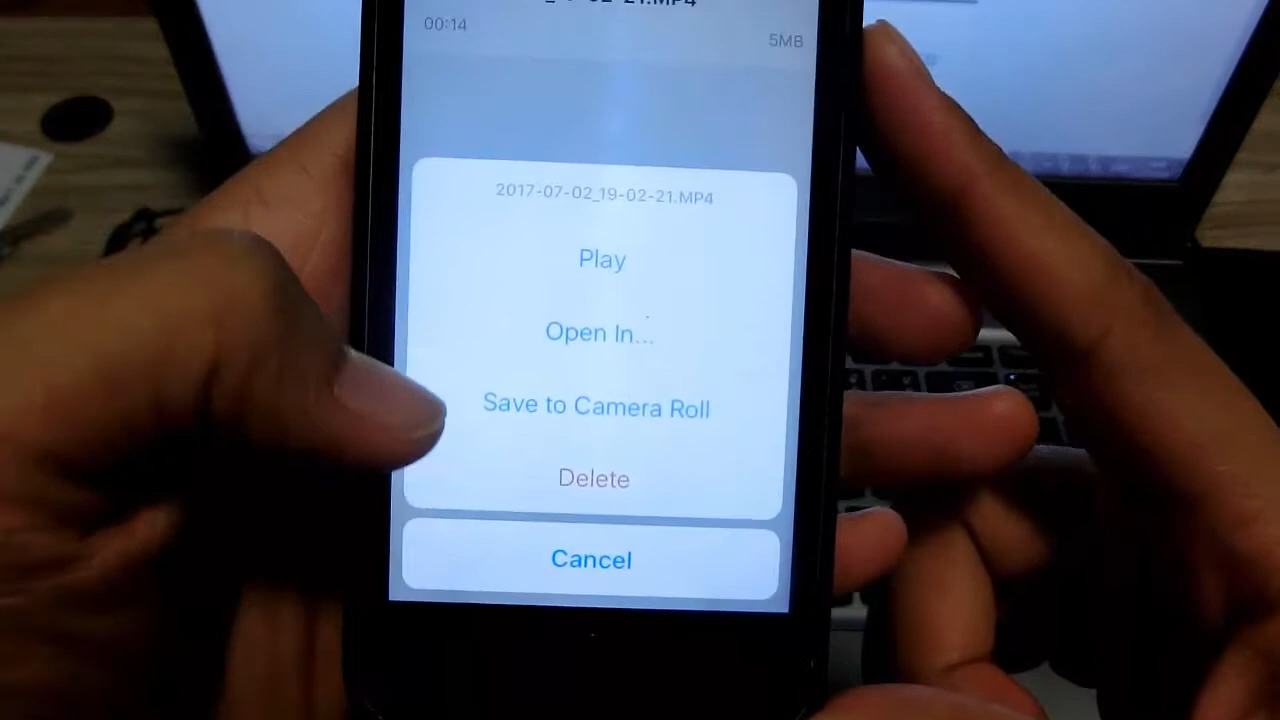 00:14
5MB
2017-07-02_19-02-21.MP4
Play
Open In...
Save to Camera Roll
Delete
Cancel